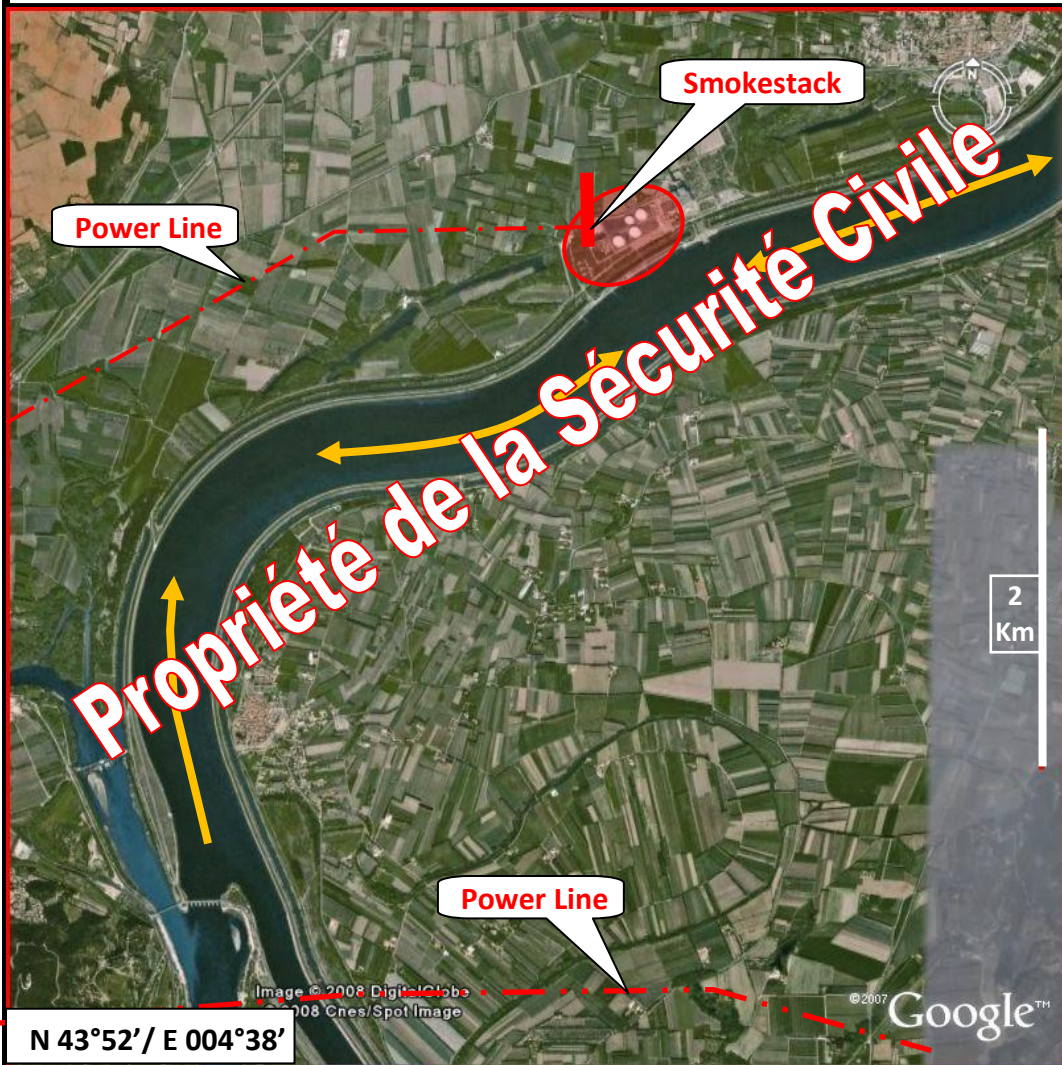 Smokestack
N
Power Line
Propriété de la Sécurité Civile
2
Km
Power Line
Image © 2008 DigitalGlobe
© 2008 Cnes/Spot Image
©2007 Google™
N 43°52’/ E 004°38’